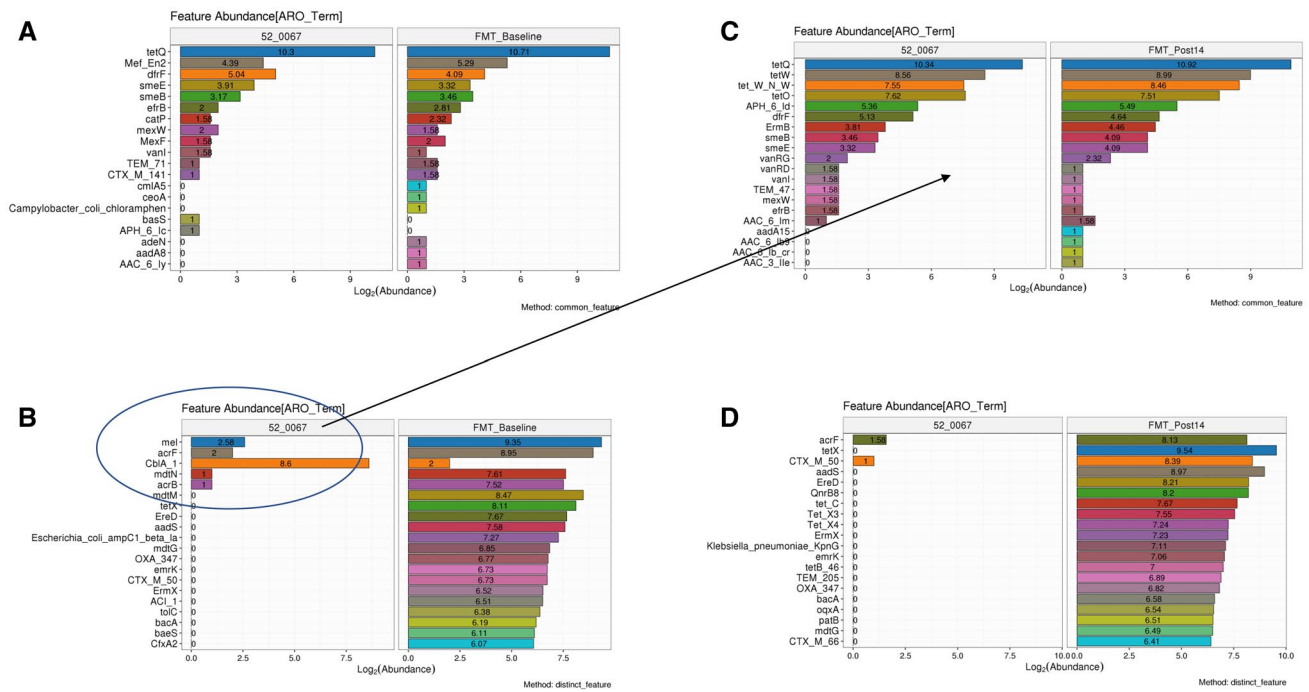 A
Feature Abundance[ARO_Term]
52_0067 FMT_Baseline
tetQ 10.3 10.71
Mef_En2 4.39 5.29
dfrF 5.04 4.09
smeE 3.91 3.32
smeB 3.17 3.46
efrB 2 2.81
catP 1.58 2.32
mexW 2 1.58
MexF 1.58 2
vanI 1.58 1
TEM_71 1 1.58
CTX_M_141 1 1.58
cmlA5 0 1
ceoA 0 1
Campylobacter_coli_chloramphen 0 1
basS 1 0
APH_6_Ic 1 0
adeN 0 1
aadA8 0 1
AAC_6_Iy 0 1
0 3 6 9 0 3 6 9
Log2(Abundance)
Method: common_feature
C
Feature Abundance[ARO_Term]
52_0067 FMT_Post14
tetQ 10.34 10.92
tetW 8.56 8.99
tet_W_N_W 7.55 8.46
tetO 7.62 7.51
APH_6_Id 5.36 5.49
dfrF 5.13 4.64
ErmB 3.81 4.46
smeB 3.46 4.09
smeE 3.32 4.09
vanRG 2 2.32
vanRD 1.58 1
vanI 1.58 1
TEM_47 1.58 1
mexW 1.58 1
efrB 1.58 1
AAC_6_Im 1 1.58
aadA15 0 1
AAC_6_Ib9 0 1
AAC_6_Ib_cr 0 1
AAC_3_IIe 0 1
0 3 6 9 0 3 6 9
Log2(Abundance)
Method: common_feature
B
Feature Abundance[ARO_Term]
52_0067 FMT_Baseline
mel 2.58 9.35
acrF 2 8.95
CblA_1 8.6 2
mdtN 1 7.61
acrB 1 7.52
mdtM 0 8.47
tetX 0 8.11
EreD 0 7.67
aadS 0 7.58
Escherichia_coli_ampC1_beta_la 0 7.27
mdtG 0 6.85
OXA_347 0 6.77
emrK 0 6.73
CTX_M_50 0 6.73
ErmX 0 6.52
ACI_1 0 6.51
tolC 0 6.38
bacA 0 6.19
baeS 0 6.11
CfxA2 0 6.07
0.0 2.5 5.0 7.5 0.0 2.5 5.0 7.5
Log2(Abundance)
Method: distinct_feature
D
Feature Abundance[ARO_Term]
52_0067 FMT_Post14
acrF 1.58 8.13
tetX 0 9.54
CTX_M_50 1 8.39
aadS 0 8.97
EreD 0 8.21
QnrB8 0 8.2
tet_C 0 7.67
Tet_X3 0 7.55
Tet_X4 0 7.24
ErmX 0 7.23
Klebsiella_pneumoniae_KpnG 0 7.11
emrK 0 7.06
tetB_46 0 7
TEM_205 0 6.89
OXA_347 0 6.82
bacA 0 6.58
oqxA 0 6.54
patB 0 6.51
mdtG 0 6.49
CTX_M_66 0 6.41
0.0 2.5 5.0 7.5 10.0 0.0 2.5 5.0 7.5 10.0
Log2(Abundance)
Method: distinct_feature